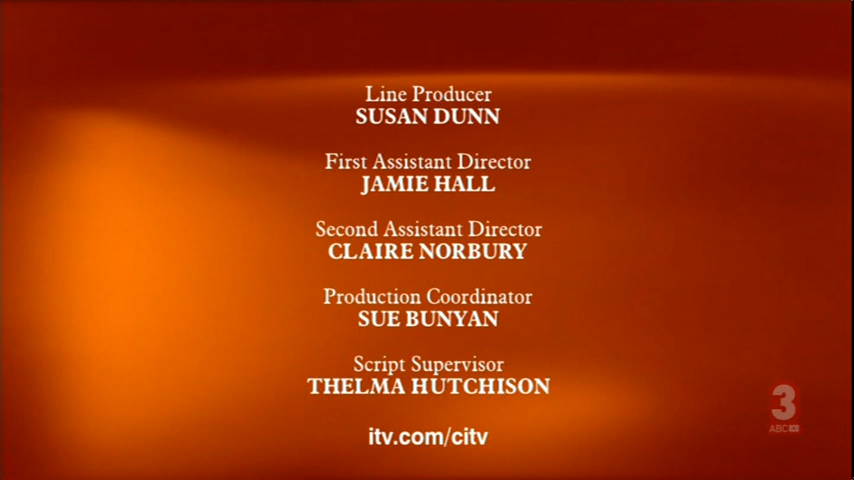 Line Producer
SUSAN DUNN
First Assistant Director
JAMIE HALL
Second Assistant Director
CLAIRE NORBURY
Production Coordinator
SUE BUNYAN
Script Supervisor
THELMA HUTCHISON
itv.com/citv
3
ABC